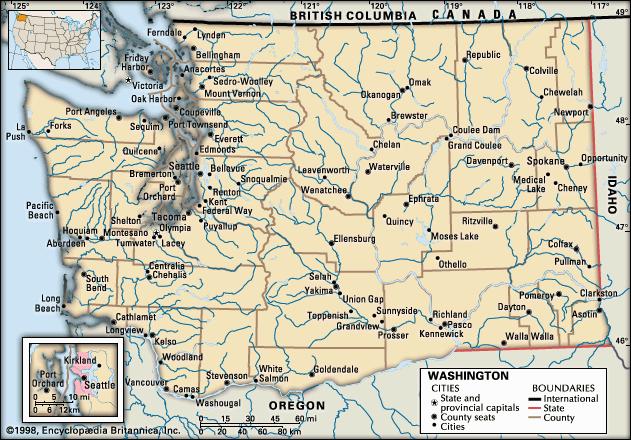 125° 124° 123° 122° 121° 120° 119° 118° 117° 49°
BRITISH COLUMBIA CANADA
Ferndale Lynden
Bellingham
Friday
Harbor
Anacortes
Victoria
Sedro-Woolley
Mount Vernon
Oak Harbor
Republic
Colville
Omak
Okanogan
Chewelah
Newport
Brewster
48°
Port Angeles
Coupeville
Port Townsend
La
Push
Forks
Sequim
Quilcene
Everett
Edmonds
Seattle
Bremerton
Port
Orchard
Bellevue
Renton
Snoqualmie
Kent
Federal Way
Puyallup
Tacoma
Olympia
Lacey
Tumwater
Shelton
Montesano
Hoquiam
Aberdeen
Pacific
Beach
Chelan
Waterville
Leavenworth
Wenatchee
Coulee Dam
Grand Coulee
Davenport
Spokane
Opportunity
Medical
Lake
Cheney
IDAHO
Ephrata
Quincy
Moses Lake
Ritzville
47°
Ellensburg
Othello
Colfax
Pullman
Centralia
Chehalis
South
Bend
Long
Beach
Cathlamet
Longview
Kelso
Woodland
Vancouver
Camas
Washougal
Stevenson
White
Salmon
Goldendale
Selah
Yakima
Union Gap
Toppenish
Sunnyside
Grandview
Prosser
Richland
Pasco
Kennewick
Walla Walla
Dayton
Pomeroy
Clarkston
Asotin
46°
OREGON
Kirkland
Seattle
Port
Orchard
0 5 10 mi
0 6 12 km
0 20 40 60 mi
0 30 60 km
WASHINGTON
CITIES
State and
provincial capitals
County seats
Cities
BOUNDARIES
International
State
County
©1998, Encyclopædia Britannica, Inc.